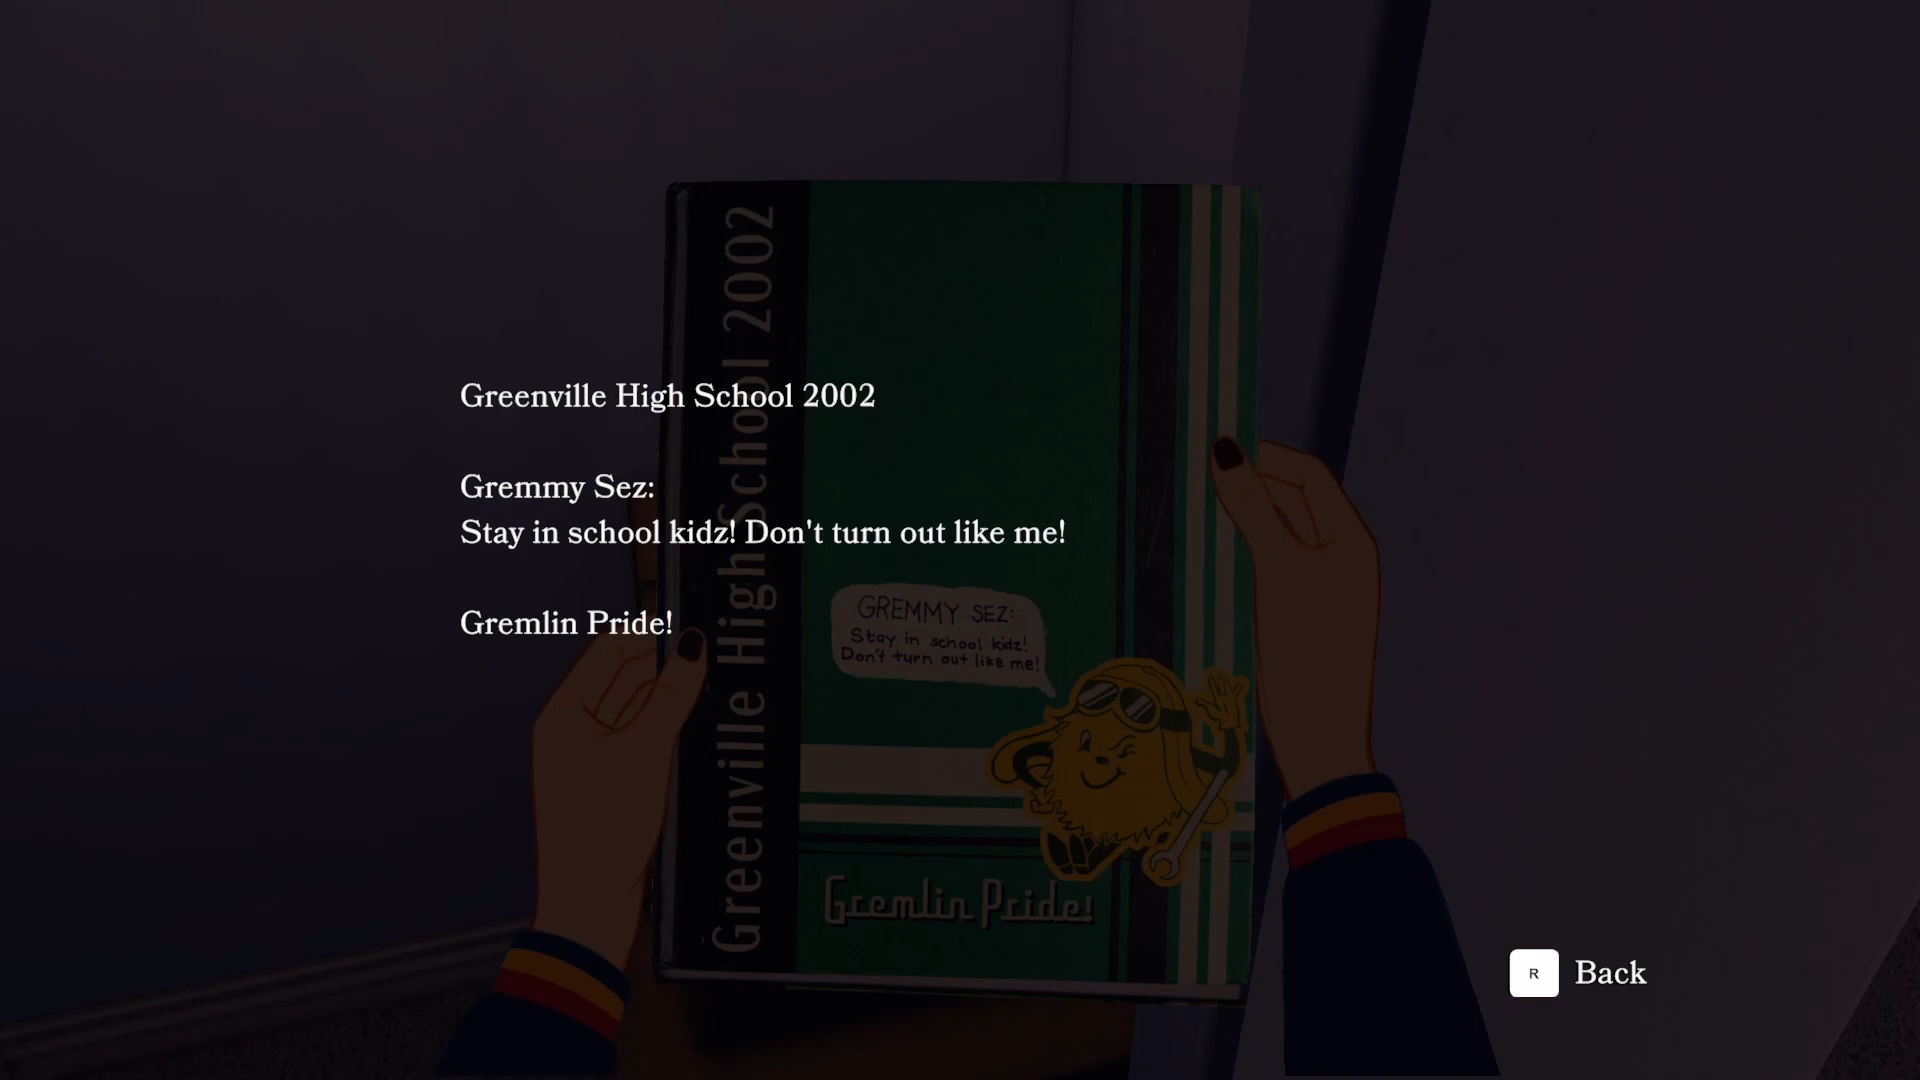 Greenville High School 2002
Gremmy Sez:
Stay in school kidz! Don't turn out like me!
Gremlin Pride!
Greenville High School 2002
GREMMY SEZ:
Stay in school kidz!
Don't turn out like me!
Gremlin Pride!
R Back